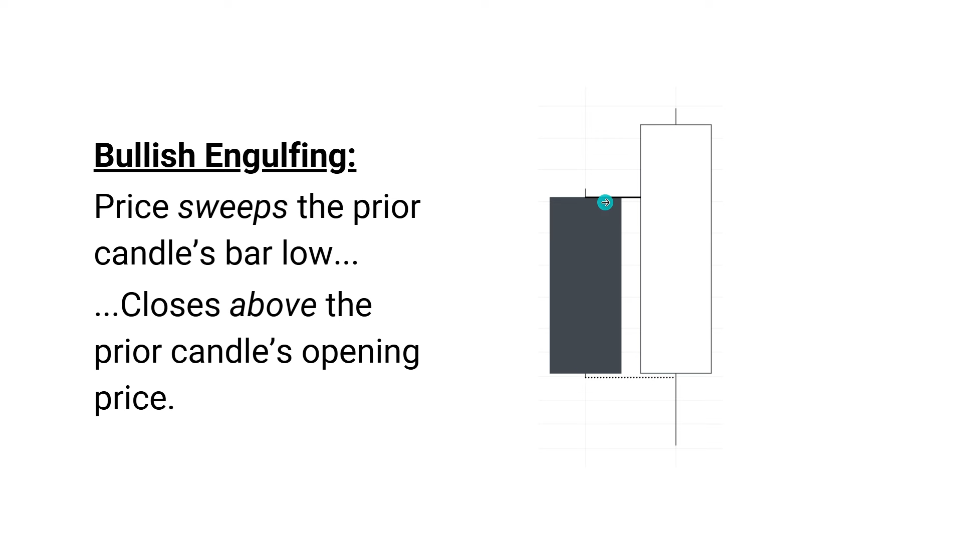 Bullish Engulfing:
Price sweeps the prior
candle’s bar low...
...Closes above the
prior candle’s opening
price.